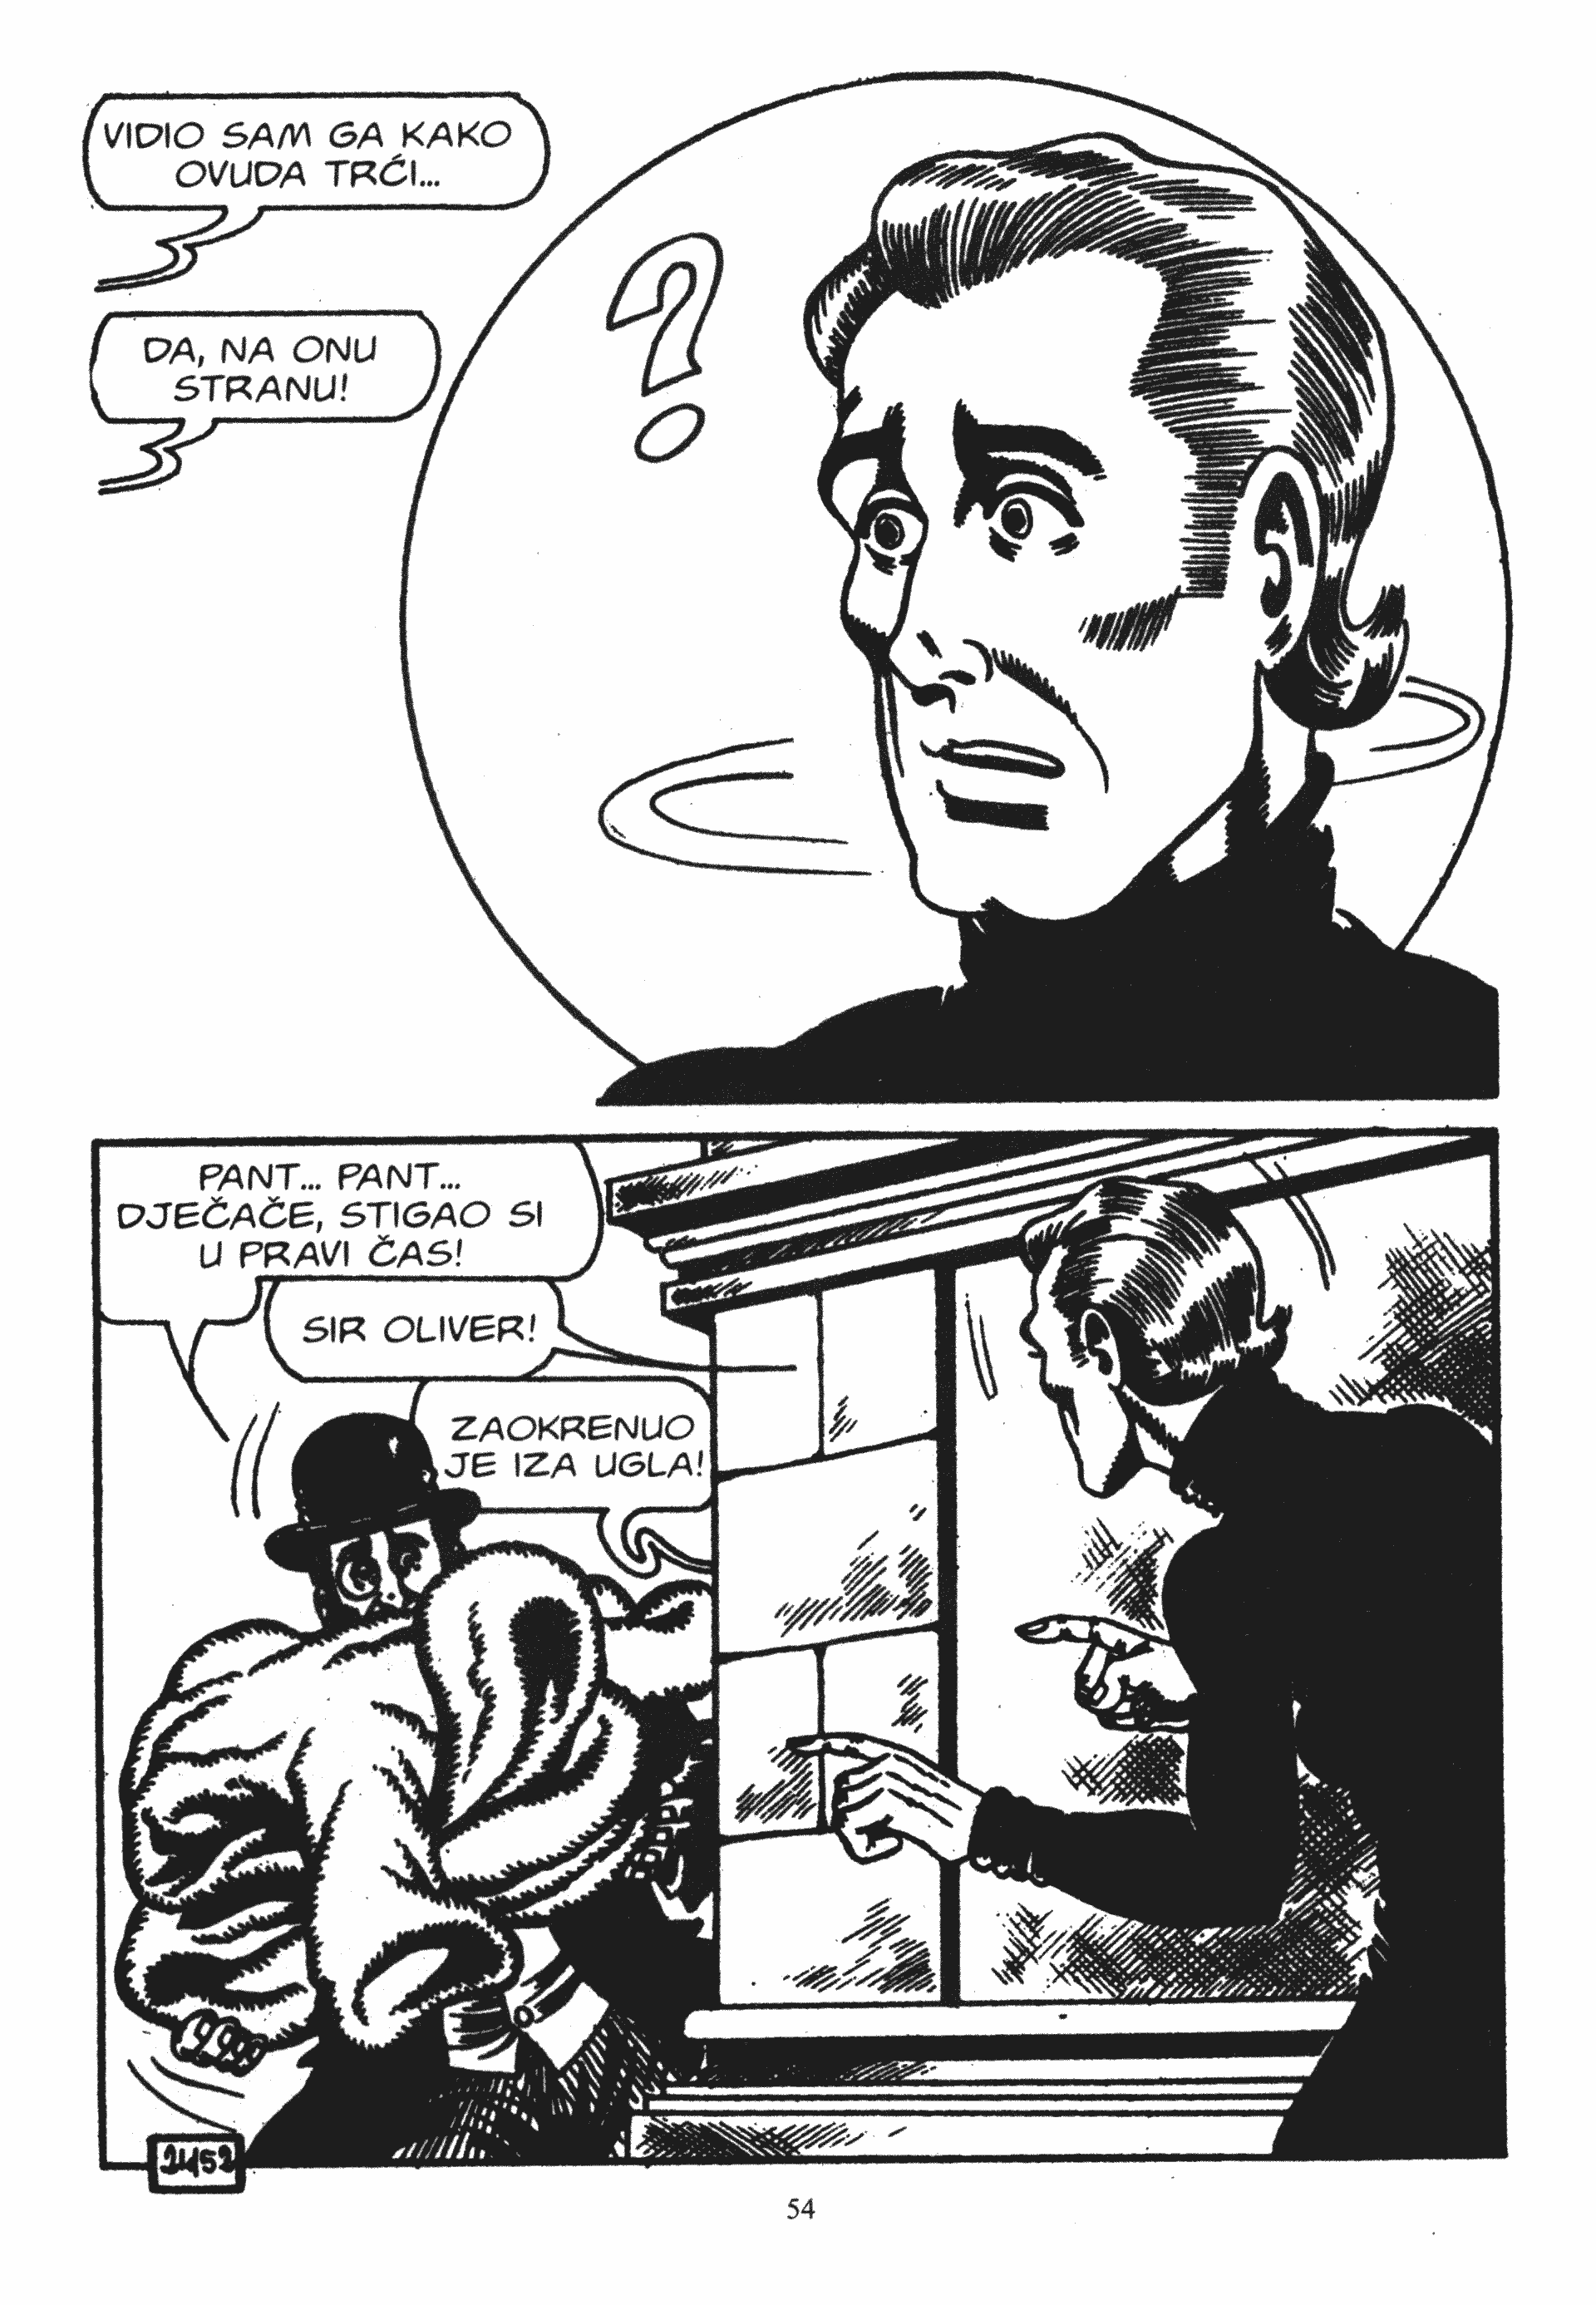 VIDIO SAM GA KAKO
OVUDA TRČI...
DA, NA ONU
STRANU!
?
PANT... PANT...
DJEČAČE, STIGAO SI
U PRAVI ČAS!
SIR OLIVER!
ZAOKRENUO
JE IZA UGLA!
54